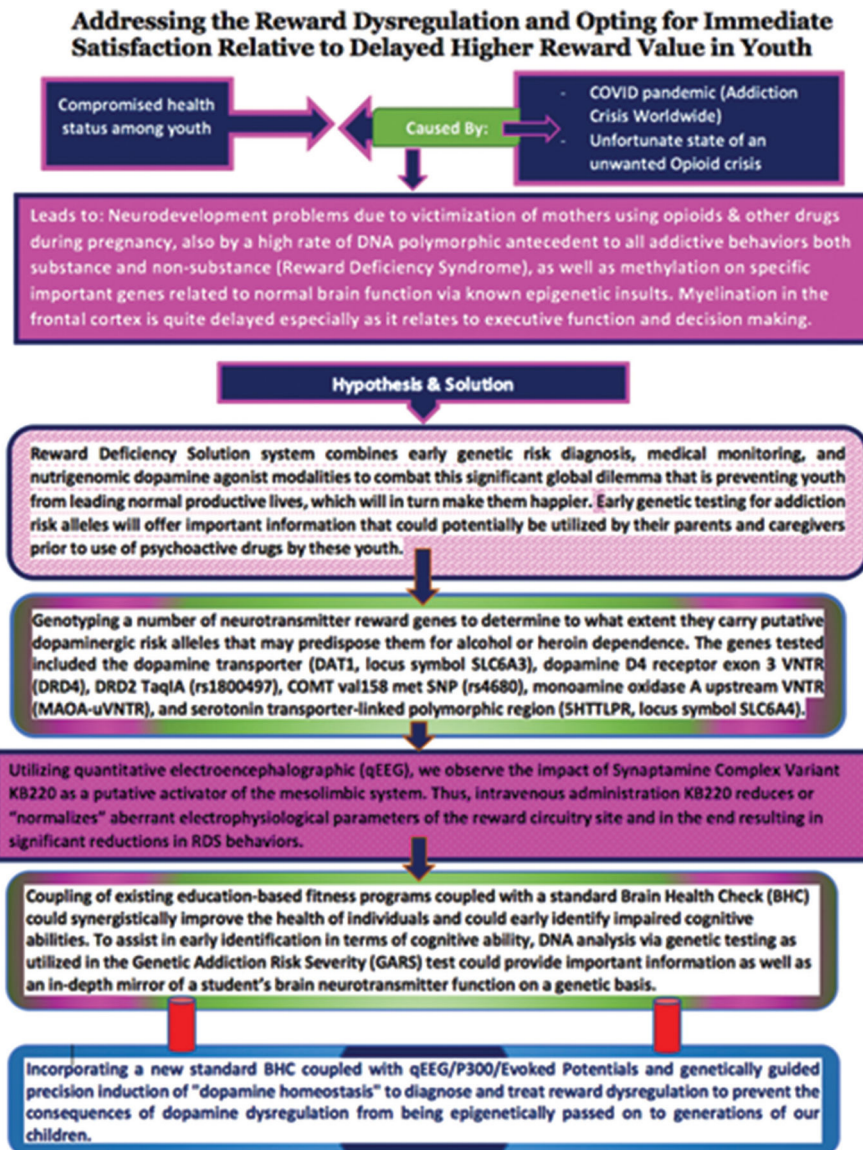 Addressing the Reward Dysregulation and Opting for Immediate
Satisfaction Relative to Delayed Higher Reward Value in Youth
Compromised health
status among youth
Caused By:
- COVID pandemic (Addiction
Crisis Worldwide)
- Unfortunate state of an
unwanted Opioid crisis
Leads to: Neurodevelopment problems due to victimization of mothers using opioids & other drugs
during pregnancy, also by a high rate of DNA polymorphic antecedent to all addictive behaviors both
substance and non-substance (Reward Deficiency Syndrome), as well as methylation on specific
important genes related to normal brain function via known epigenetic insults. Myelination in the
frontal cortex is quite delayed especially as it relates to executive function and decision making.
Hypothesis & Solution
Reward Deficiency Solution system combines early genetic risk diagnosis, medical monitoring, and
nutrigenomic dopamine agonist modalities to combat this significant global dilemma that is preventing youth
from leading normal productive lives, which will in turn make them happier. Early genetic testing for addiction
risk alleles will offer important information that could potentially be utilized by their parents and caregivers
prior to use of psychoactive drugs by these youth.
Genotyping a number of neurotransmitter reward genes to determine to what extent they carry putative
dopaminergic risk alleles that may predispose them for alcohol or heroin dependence. The genes tested
included the dopamine transporter (DAT1, locus symbol SLC6A3), dopamine D4 receptor exon 3 VNTR
(DRD4), DRD2 TaqIA (rs1800497), COMT val158 met SNP (rs4680), monoamine oxidase A upstream VNTR
(MAOA-uVNTR), and serotonin transporter-linked polymorphic region (5HTTLPR, locus symbol SLC6A4).
Utilizing quantitative electroencephalographic (qEEG), we observe the impact of Synaptamine Complex Variant
KB220 as a putative activator of the mesolimbic system. Thus, intravenous administration KB220 reduces or
"normalizes" aberrant electrophysiological parameters of the reward circuitry site and in the end resulting in
significant reductions in RDS behaviors.
Coupling of existing education-based fitness programs coupled with a standard Brain Health Check (BHC)
could synergistically improve the health of individuals and could early identify impaired cognitive
abilities. To assist in early identification in terms of cognitive ability, DNA analysis via genetic testing as
utilized in the Genetic Addiction Risk Severity (GARS) test could provide important information as well as
an in-depth mirror of a student's brain neurotransmitter function on a genetic basis.
Incorporating a new standard BHC coupled with qEEG/P300/Evoked Potentials and genetically guided
precision induction of "dopamine homeostasis" to diagnose and treat reward dysregulation to prevent the
consequences of dopamine dysregulation from being epigenetically passed on to generations of our
children.